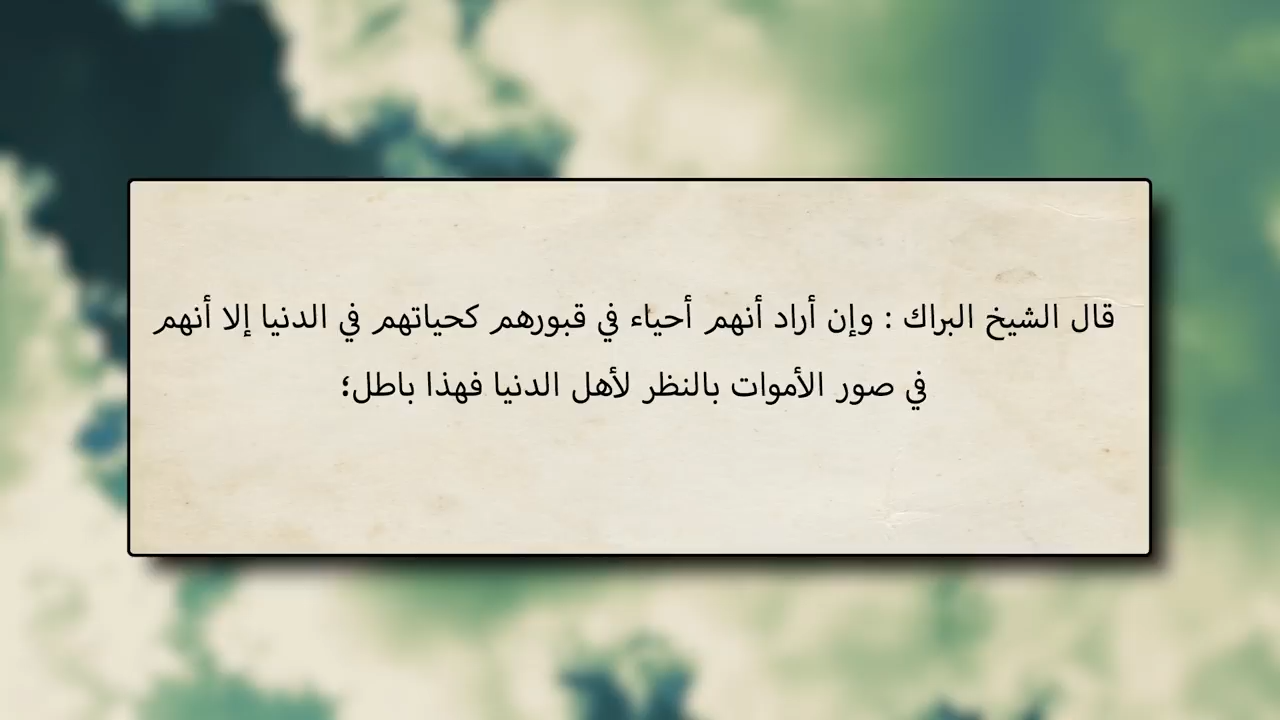 قال الشيخ البراك : وإن أراد أنهم أحياء في قبورهم كحياتهم في الدنيا إلا أنهم
في صور الأموات بالنظر لأهل الدنيا فهذا باطل؛